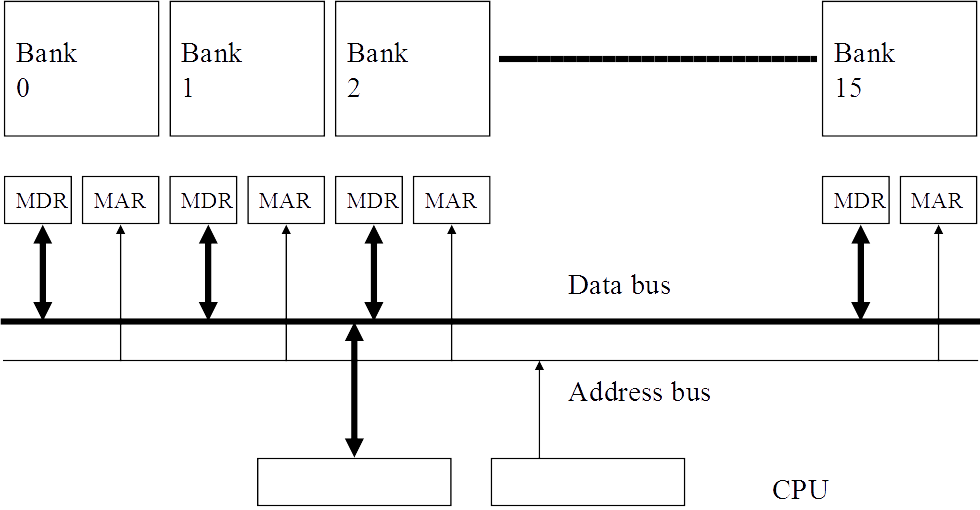 Bank
0
Bank
1
Bank
2
Bank
15
MDR
MAR
MDR
MAR
MDR
MAR
MDR
MAR
Data bus
Address bus
CPU